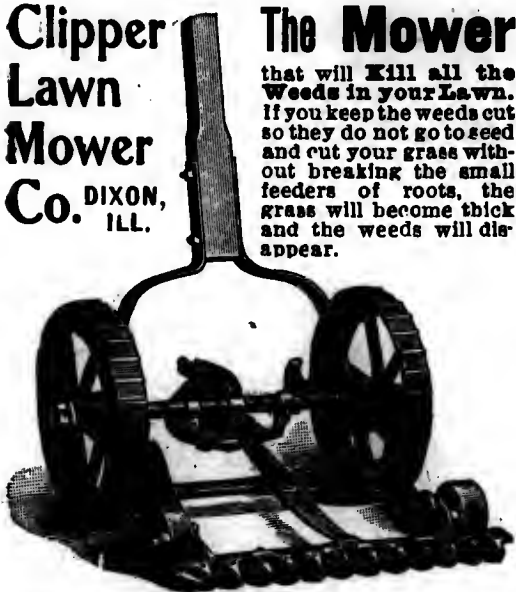 Clipper
Lawn
Mower
Co. DIXON,
ILL.
The Mower
that will Kill all the
Weeds in your Lawn.
If you keep the weeds cut
so they do not go to seed
and cut your grass with-
out breaking the small
feeders of roots, the
grass will become thick
and the weeds will dis-
appear.